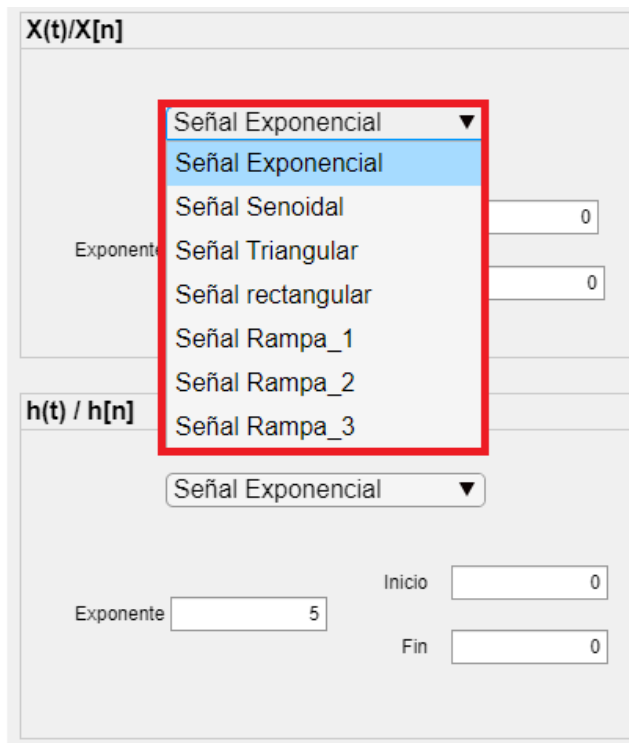 X(t)/X[n]
Señal Exponencial ▼
Señal Exponencial
Señal Senoidal
0
Señal Triangular
Exponente
Señal rectangular
0
Señal Rampa_1
Señal Rampa_2
h(t) / h[n]
Señal Rampa_3
Señal Exponencial ▼
Inicio 0
Exponente 5
Fin 0